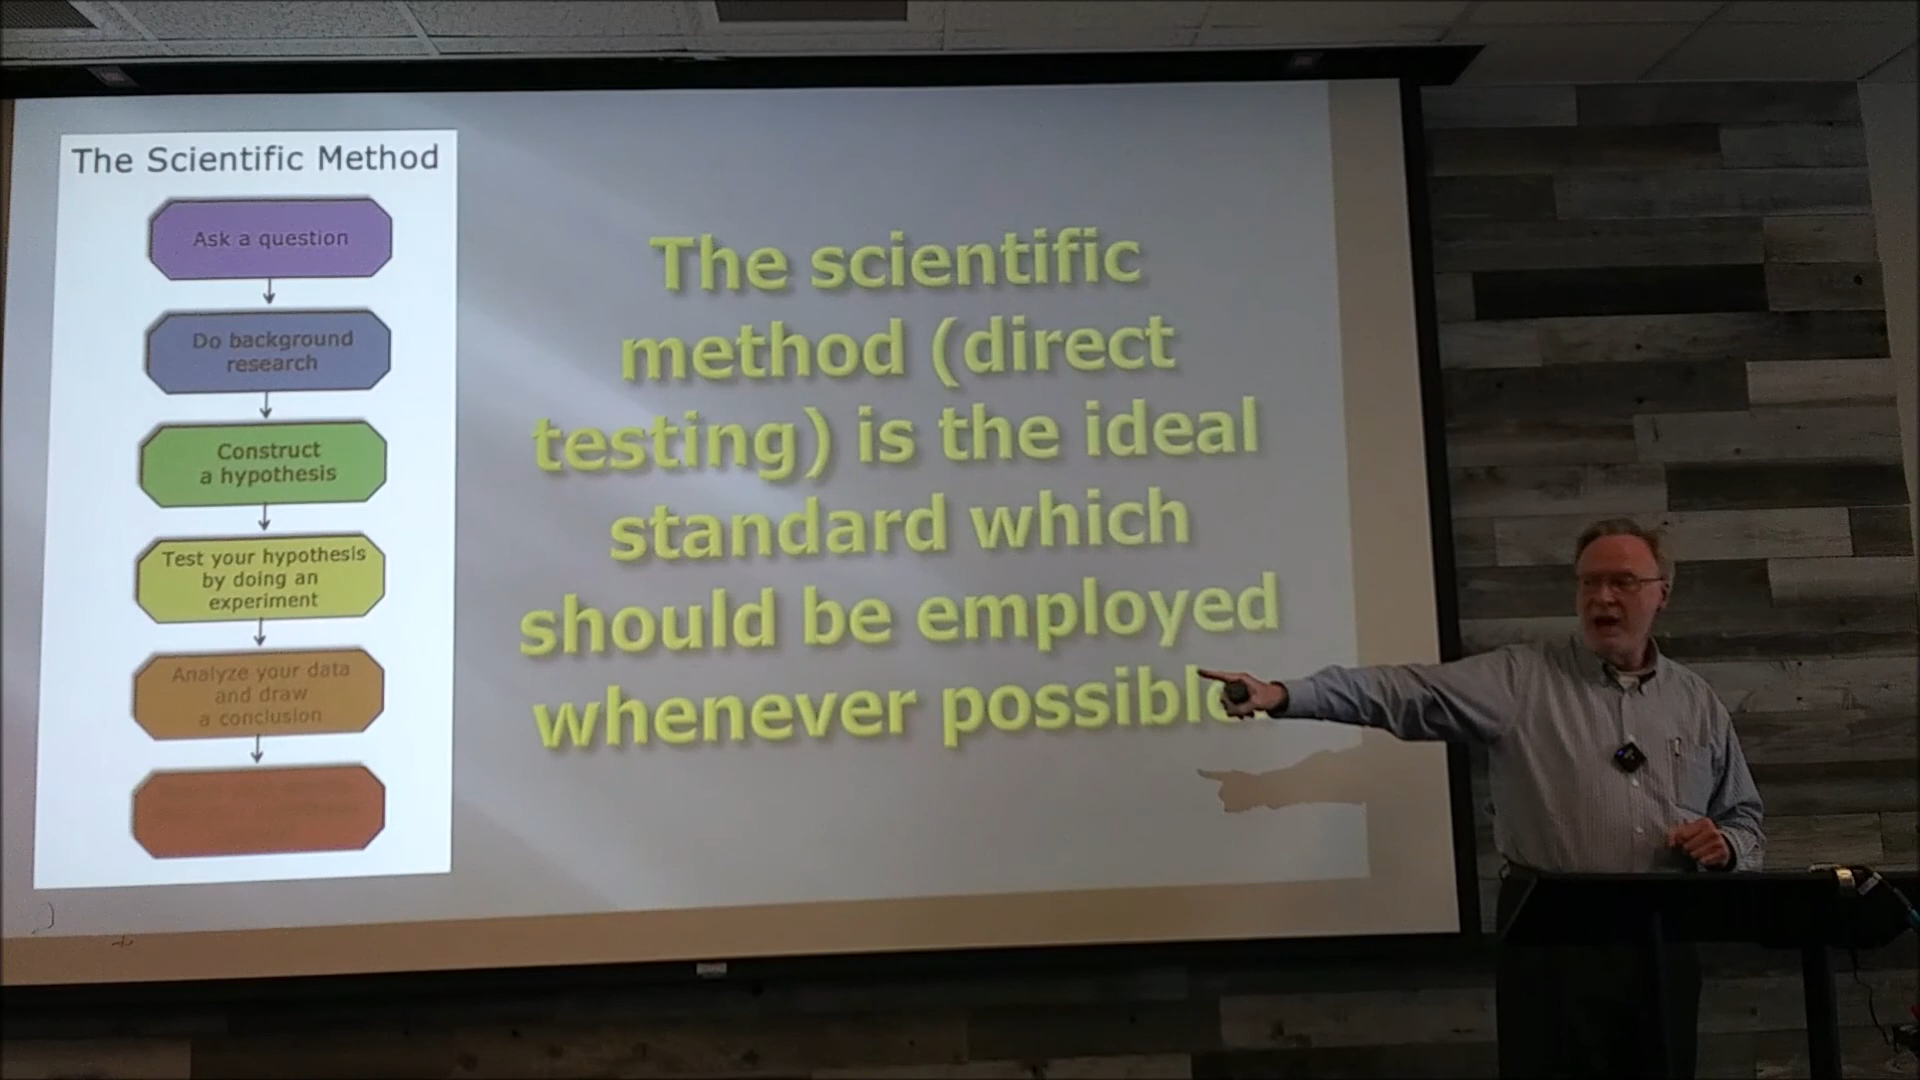 The Scientific Method
Ask a question
Do background
research
Construct
a hypothesis
Test your hypothesis
by doing an
experiment
Analyze your data
and draw
a conclusion
The scientific
method (direct
testing) is the ideal
standard which
should be employed
whenever possible.